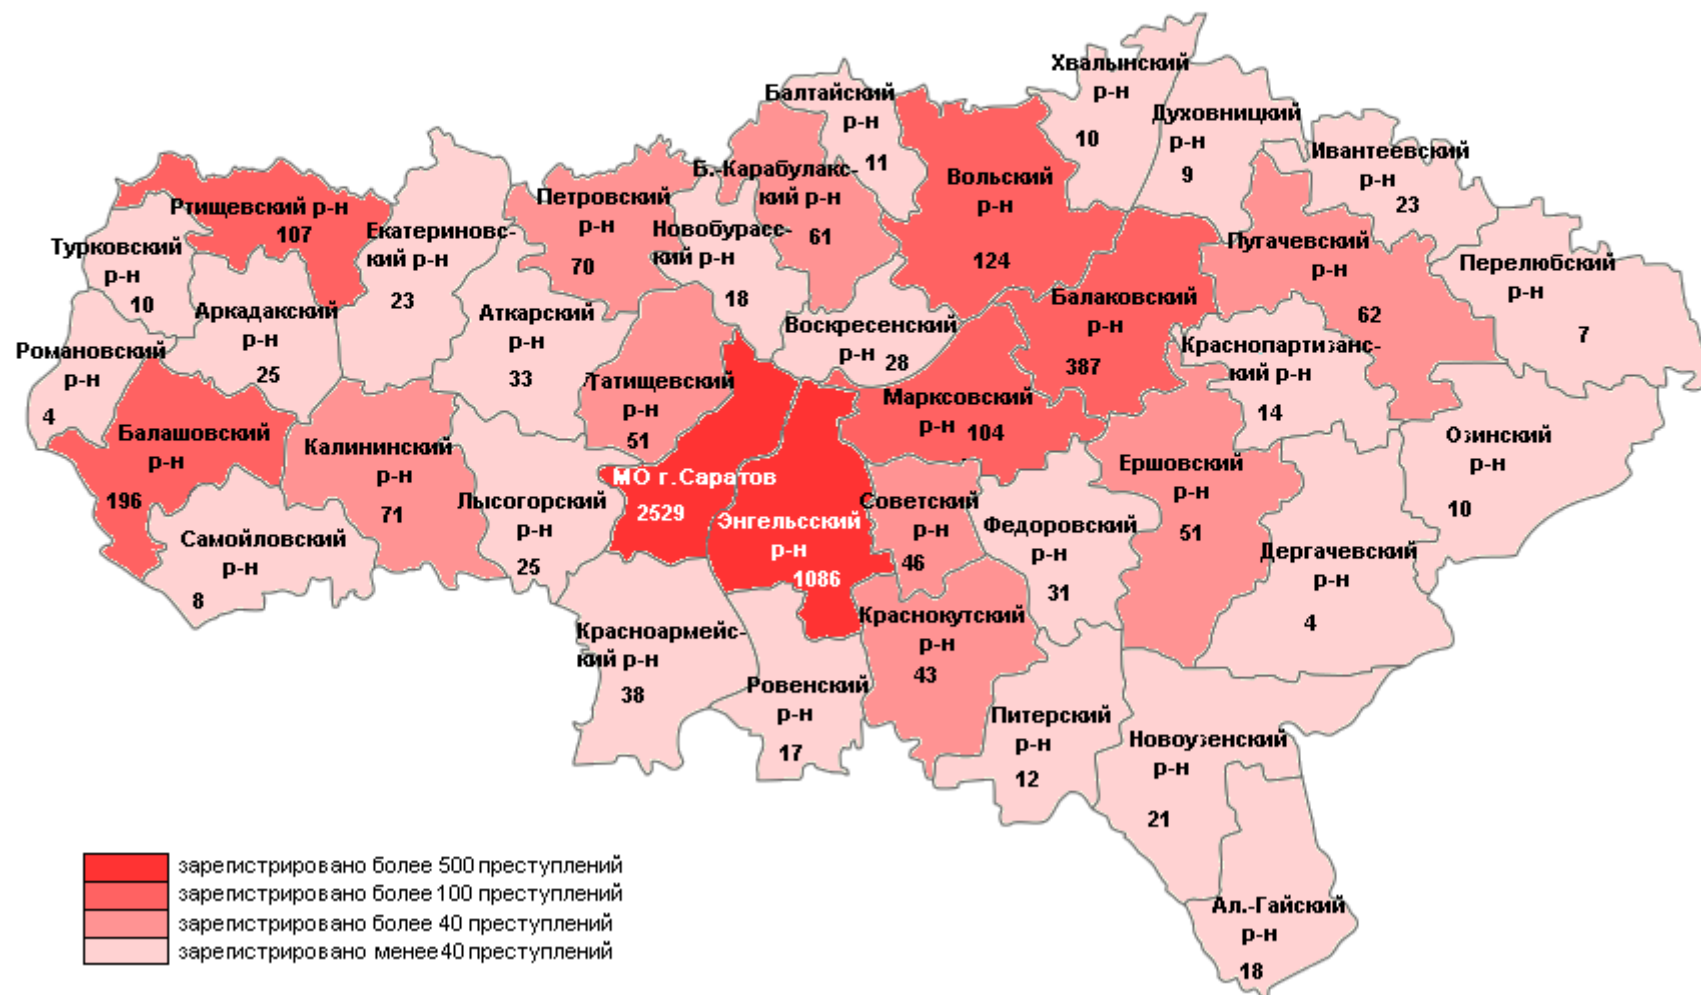 Хвалынский
р-н
10
Балтайский
р-н
11
Духовницкий
р-н
9
Ивантеевский
р-н
23
Б.-Карабулакс-
кий р-н
61
Вольский
р-н
124
Петровский
р-н
70
Ртищевский р-н
107
Екатериновс-
кий р-н
23
Новобурасс-
кий р-н
18
Турковский
р-н
10
Пугачевский
р-н
62
Перелюбский
р-н
7
Аркадакский
р-н
25
Аткарский
р-н
33
Воскресенский
р-н 28
Балаковский
р-н
387
Краснопартизанс-
кий р-н
14
Романовский
р-н
4
Татищевский
р-н
51
Марксовский
р-н 104
Балашовский
р-н
196
Калининский
р-н
71
Озинский
р-н
10
Ершовский
р-н
51
МО г.Саратов
2529
Лысогорский
р-н
25
Энгельсский
р-н
1086
Советский
р-н
46
Федоровский
р-н
31
Самойловский
р-н
8
Дергачевский
р-н
4
Краснокутский
р-н
43
Красноармейс-
кий р-н
38
Ровенский
р-н
17
Питерский
р-н
12
Новоузенский
р-н
21
Ал.-Гайский
р-н
18
зарегистрировано более 500 преступлений
зарегистрировано более 100 преступлений
зарегистрировано более 40 преступлений
зарегистрировано менее 40 преступлений